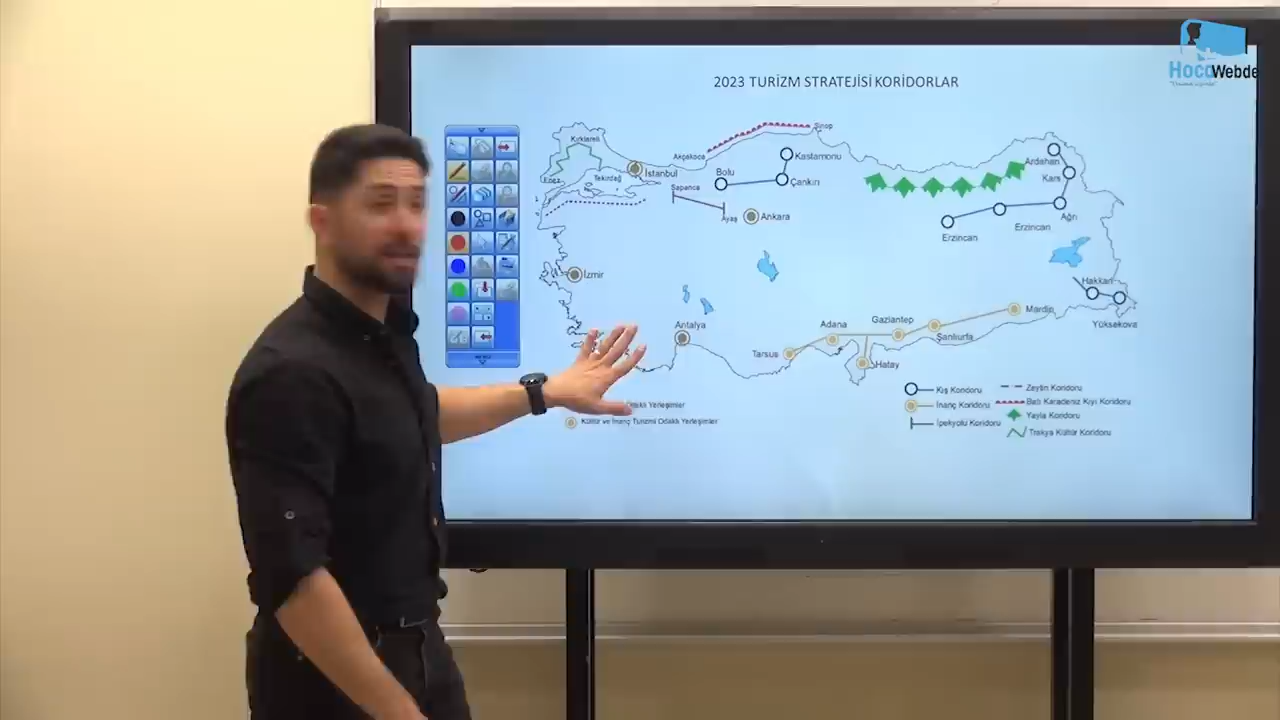 HocaWebde
2023 TURİZM STRATEJİSİ KORİDORLAR
Sinop
Kırklareli
Akçakoca
Kastamonu
İstanbul
Bolu
Çankırı
Ardahan
Tekirdağ
Kars
Sapanca
Ayaş
Ankara
Ağrı
Erzincan
Erzincan
İzmir
Hakkari
Mardin
Yüksekova
Antalya
Adana
Gaziantep
Şanlıurfa
Tarsus
Hatay
Kış Koridoru
Zeytin Koridoru
Odaklı Yerleşimler
İnanç Koridoru
Batı Karadeniz Kıyı Koridoru
Kültür ve İnanç Turizmi Odaklı Yerleşimler
İpekyolu Koridoru
Yayla Koridoru
Trakya Kültür Koridoru